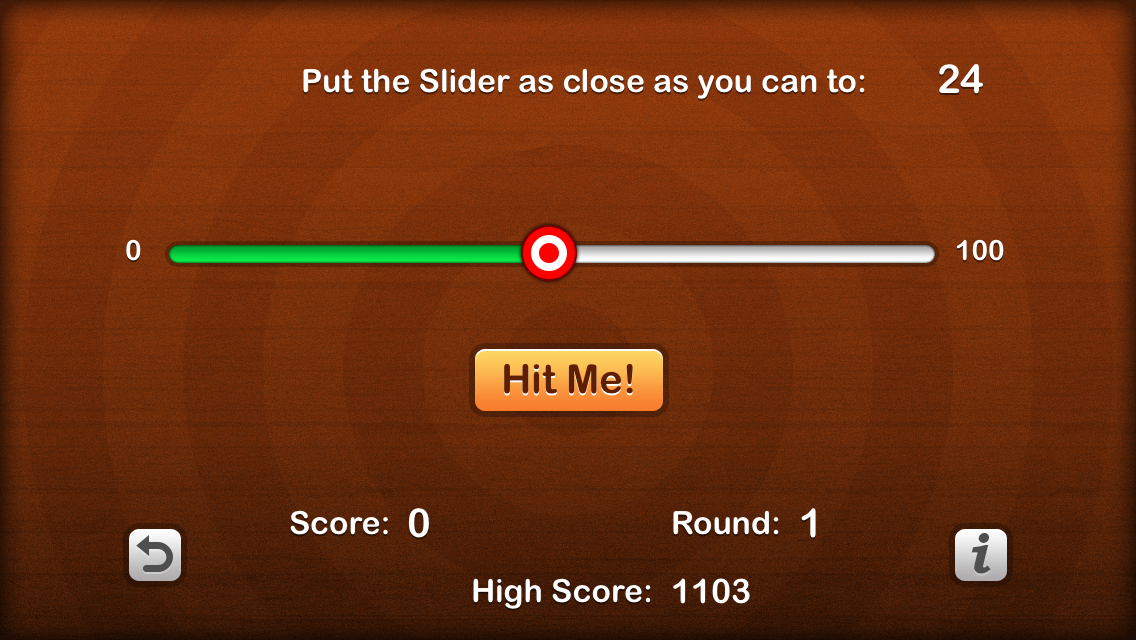 Put the Slider as close as you can to: 24
0 100
Hit Me!
Score: 0 Round: 1
i
High Score: 1103